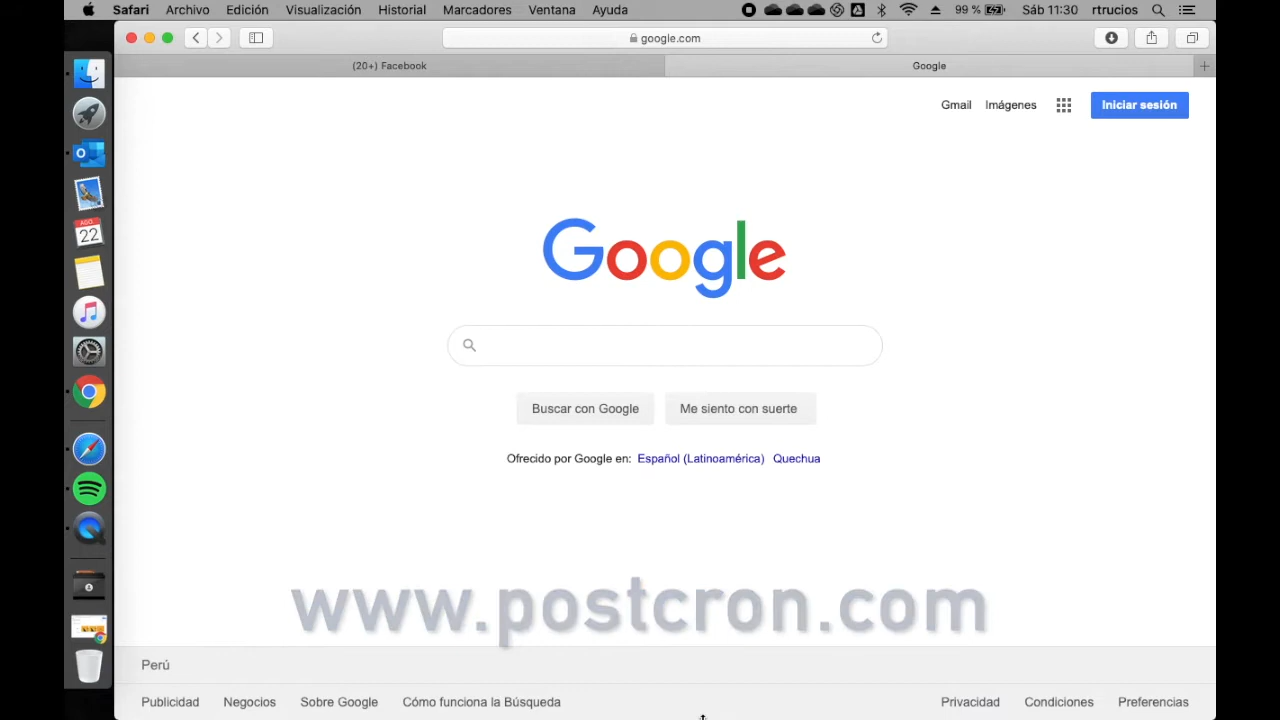 Safari Archivo Edición Visualización Historial Marcadores Ventana Ayuda 99 % Sáb 11:30 rtrucios
google.com
(20+) Facebook Google
Gmail Imágenes Iniciar sesión
AGO.
22
Google
Buscar con Google Me siento con suerte
Ofrecido por Google en: Español (Latinoamérica) Quechua
www.postcron.com
Perú
Publicidad Negocios Sobre Google Cómo funciona la Búsqueda Privacidad Condiciones Preferencias